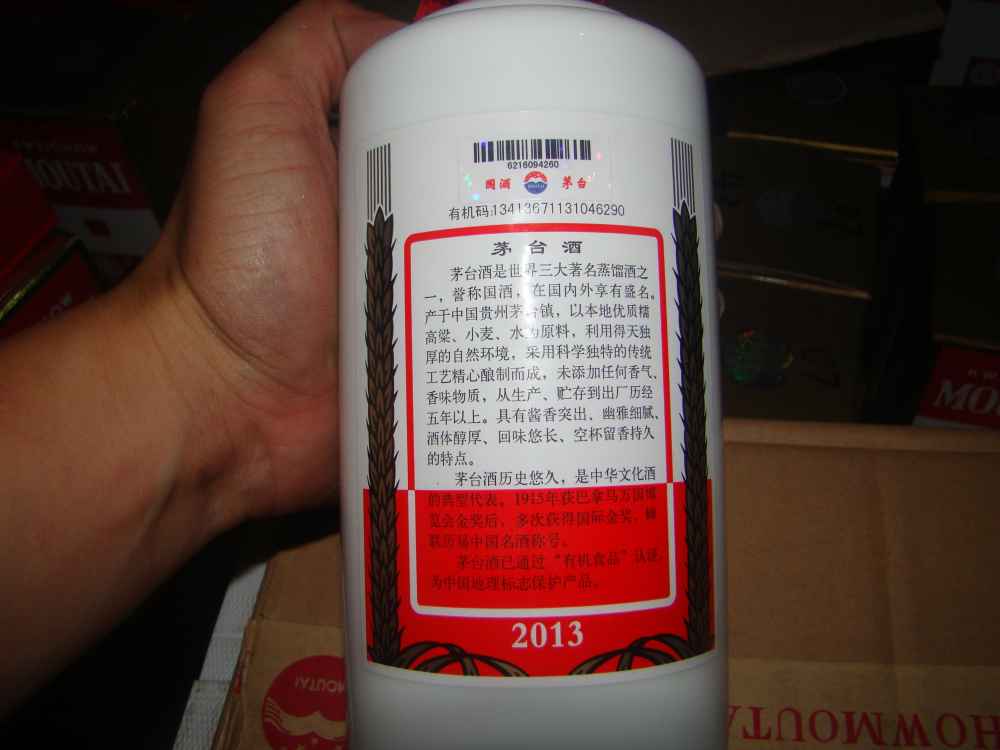 6216094260
国酒 茅台
MOUTAI
有机码:13413671131046290
茅台酒
茅台酒是世界三大著名蒸馏酒之
一，誉称国酒，在国内外享有盛名。
产于中国贵州茅台镇，以本地优质糯
高粱、小麦、水为原料，利用得天独
厚的自然环境，采用科学独特的传统
工艺精心酿制而成，未添加任何香气、
香味物质，从生产、贮存到出厂历经
五年以上。具有酱香突出、幽雅细腻、
酒体醇厚、回味悠长、空杯留香持久
的特点。
茅台酒历史悠久，是中华文化酒
的典型代表。1915年获巴拿马万国博
览会金奖后，多次获得国际金奖，蝉
联历届中国名酒称号。
茅台酒已通过“有机食品”认证，
为中国地理标志保护产品。
2013
MOUTAI
MOUTAI
HOWMOUTA